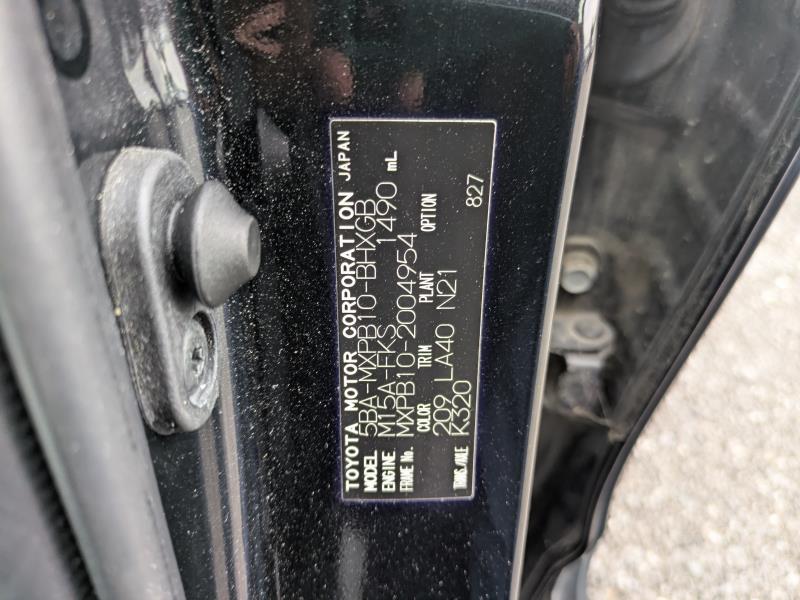 TOYOTA MOTOR CORPORATION JAPAN
MODEL 5BA-MXPB10-BHXGB
ENGINE M15A-FKS 1490 mL
FRAME No. MXPB10-2004954
COLOR TRIM PLANT OPTION
209 LA40 N21 827
TRANS./AXLE K320